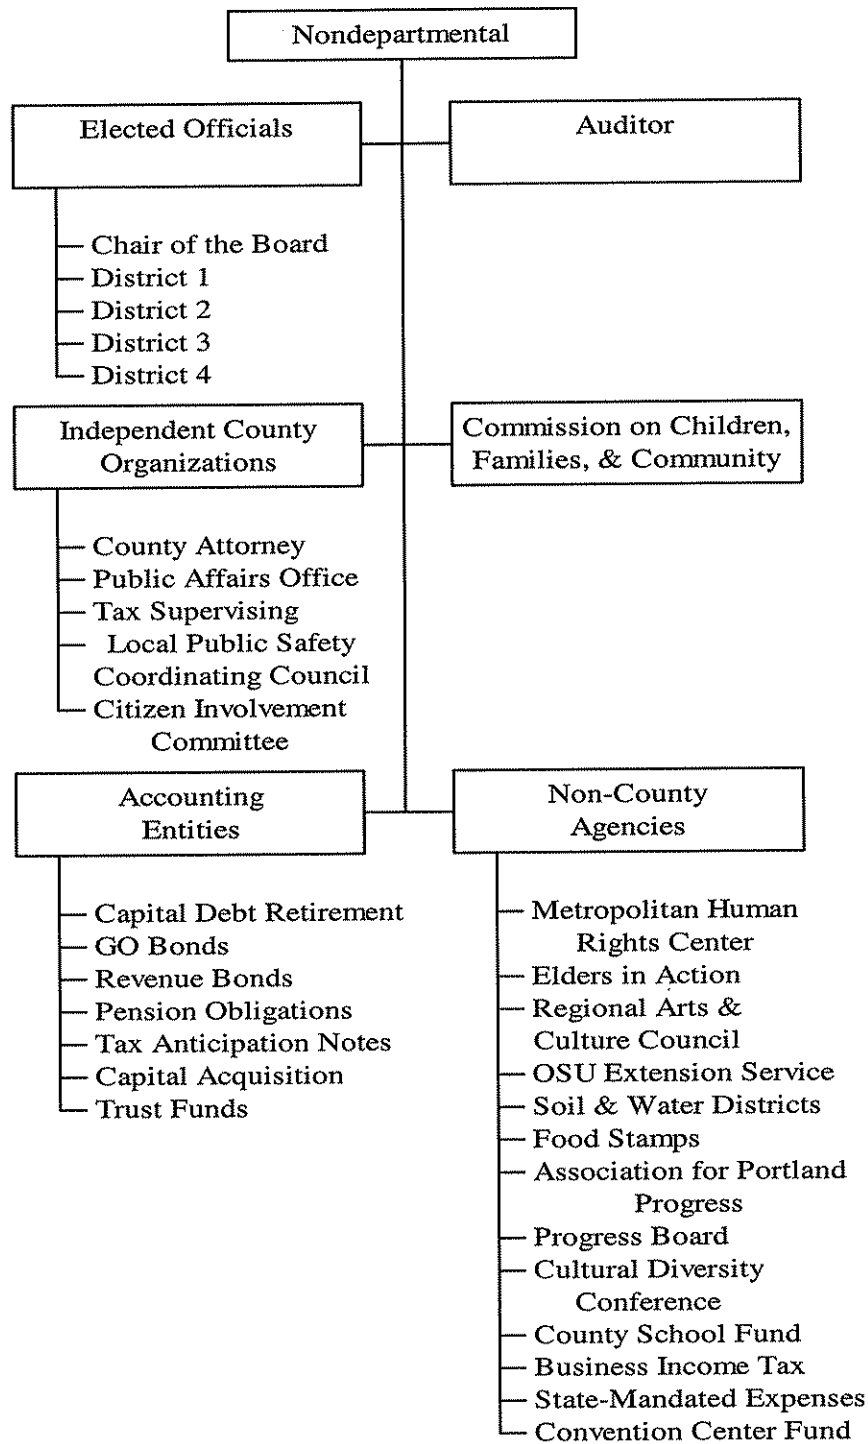 Nondepartmental
Elected Officials
Auditor
Chair of the Board
District 1
District 2
District 3
District 4
Independent County
Organizations
Commission on Children,
Families, & Community
County Attorney
Public Affairs Office
Tax Supervising
Local Public Safety
Coordinating Council
Citizen Involvement
Committee
Accounting
Entities
Non-County
Agencies
Capital Debt Retirement
GO Bonds
Revenue Bonds
Pension Obligations
Tax Anticipation Notes
Capital Acquisition
Trust Funds
Metropolitan Human
Rights Center
Elders in Action
Regional Arts &
Culture Council
OSU Extension Service
Soil & Water Districts
Food Stamps
Association for Portland
Progress
Progress Board
Cultural Diversity
Conference
County School Fund
Business Income Tax
State-Mandated Expenses
Convention Center Fund